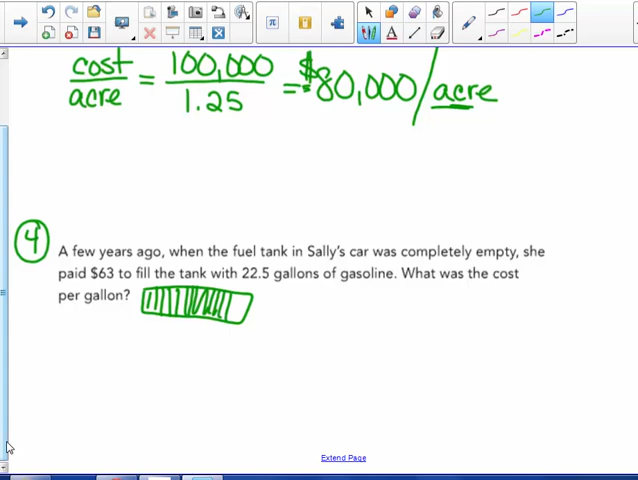 cost
acre
=
100,000
1.25
= $80,000/acre
4
A few years ago, when the fuel tank in Sally's car was completely empty, she
paid $63 to fill the tank with 22.5 gallons of gasoline. What was the cost
per gallon?
Extend Page